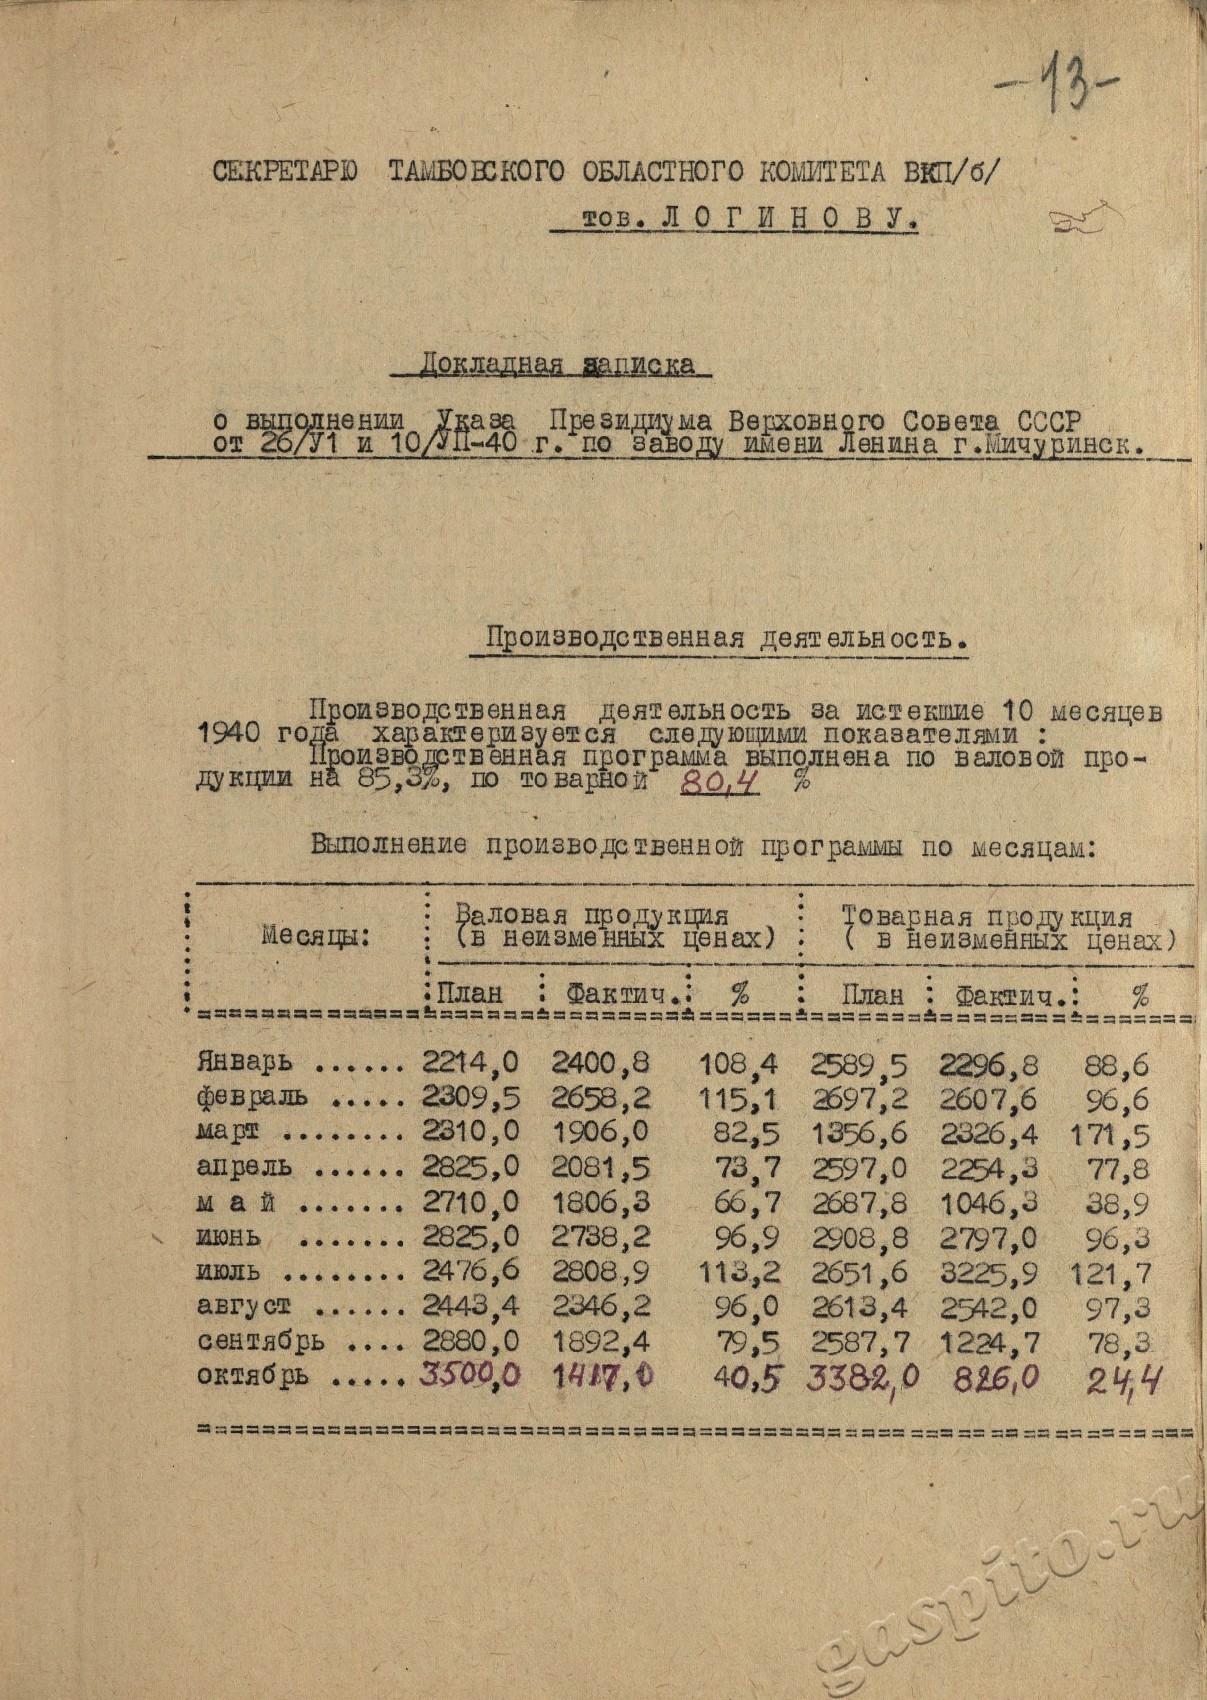 -13-
СЕКРЕТАРЮ ТАМБОВСКОГО ОБЛАСТНОГО КОМИТЕТА ВКП/б/
тов. Л О Г И Н О В У.
Докладная записка
о выполнении Указа Президиума Верховного Совета СССР
от 26/У1 и 10/УП-40 г. по заводу имени Ленина г.Мичуринск.
Производственная деятельность.
Производственная деятельность за истекшие 10 месяцев
1940 года характеризуется следующими показателями :
Производственная программа выполнена по валовой про-
дукции на 85,3%, по товарной 80,4 %
Выполнение производственной программы по месяцам:
Месяцы: Валовая продукция (в неизменных ценах) Товарная продукция ( в неизменных ценах)
План Фактич. % План Фактич. %
Январь ...... 2214,0 2400,8 108,4 2589,5 2296,8 88,6
февраль ..... 2309,5 2658,2 115,1 2697,2 2607,6 96,6
март ........ 2310,0 1906,0 82,5 1356,6 2326,4 171,5
апрель ...... 2825,0 2081,5 73,7 2597,0 2254,3 77,8
м а й ....... 2710,0 1806,3 66,7 2687,8 1046,3 38,9
июнь ....... 2825,0 2738,2 96,9 2908,8 2797,0 96,3
июль ........ 2476,6 2808,9 113,2 2651,6 3225,9 121,7
август ...... 2443,4 2346,2 96,0 2613,4 2542,0 97,3
сентябрь .... 2880,0 1892,4 79,5 2587,7 1224,7 78,3
октябрь ..... 3500,0 1417,0 40,5 3382,0 826,0 24,4
gaspito.ru